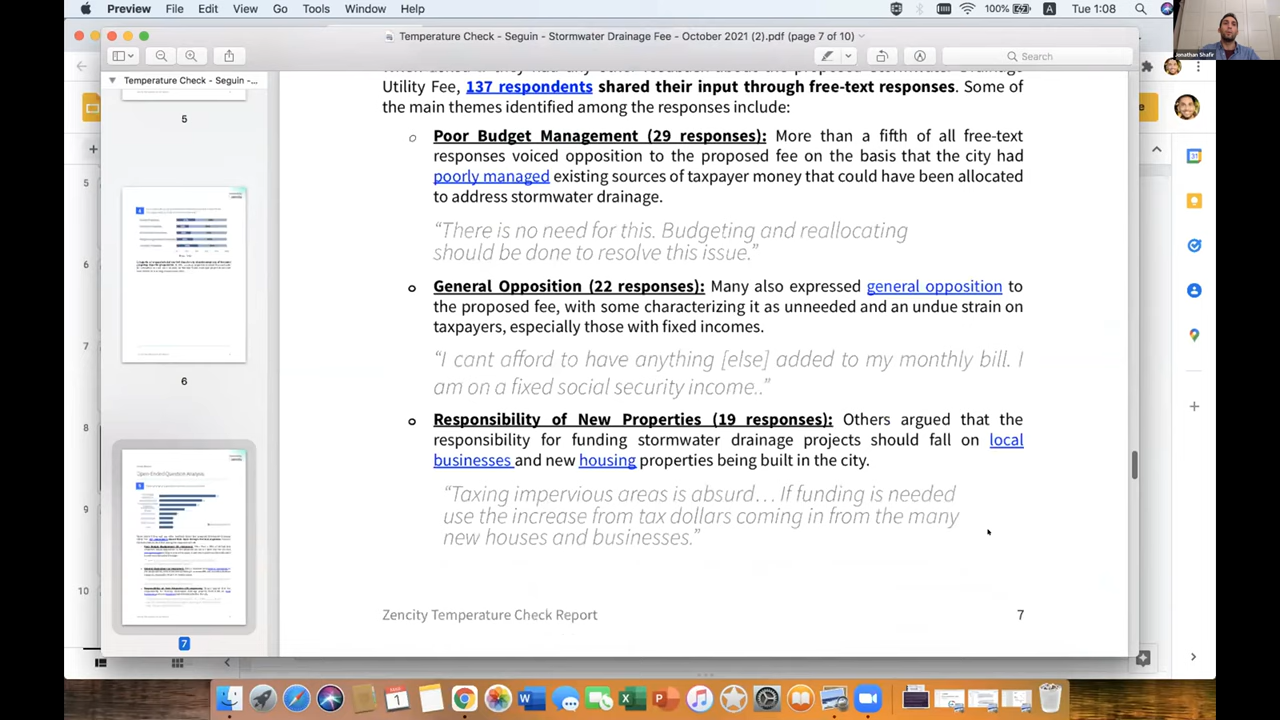 Preview File Edit View Go Tools Window Help 100% A Tue 1:08
Temperature Check - Seguin - Stormwater Drainage Fee - October 2021 (2).pdf (page 7 of 10)
Jonathan Shafir
Search
Temperature Check - Seguin -...
5
6
7
5
6
7
8
9
10
Utility Fee, 137 respondents shared their input through free-text responses. Some of
the main themes identified among the responses include:
Poor Budget Management (29 responses): More than a fifth of all free-text
responses voiced opposition to the proposed fee on the basis that the city had
poorly managed existing sources of taxpayer money that could have been allocated
to address stormwater drainage.
“There is no need for this. Budgeting and reallocating
should be done to resolve this issue.”
General Opposition (22 responses): Many also expressed general opposition to
the proposed fee, with some characterizing it as unneeded and an undue strain on
taxpayers, especially those with fixed incomes.
“I cant afford to have anything [else] added to my monthly bill. I
am on a fixed social security income..”
Responsibility of New Properties (19 responses): Others argued that the
responsibility for funding stormwater drainage projects should fall on local
businesses and new housing properties being built in the city.
“Taxing impervious areas is absurd... If funding is needed
use the increase from tax dollars coming in from the many
new houses and businesses.”
Zencity Temperature Check Report 7